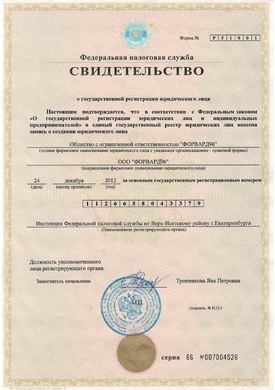 Форма № Р 5 1 0 0 1
Федеральная налоговая служба
СВИДЕТЕЛЬСТВО
о государственной регистрации юридического лица
Настоящим подтверждается, что в соответствии с Федеральным законом
«О государственной регистрации юридических лиц и индивидуальных
предпринимателей» в единый государственный реестр юридических лиц внесена
запись о создании юридического лица
Общество с ограниченной ответственностью "ФОРВАРД96"
(полное фирменное наименование юридического лица с указанием организационно - правовой формы)
ООО "ФОРВАРД96"
(сокращенное фирменное наименование юридического лица)
24 декабря 2012 за основным государственным регистрационным номером
(дата) (месяц прописью) (год)
1 1 2 6 6 5 8 0 4 3 3 7 9
Инспекция Федеральной налоговой службы по Верх-Исетскому району г.Екатеринбурга
(Наименование регистрирующего органа)
Должность уполномоченного
лица регистрирующего органа
Заместитель начальника Тропникова Яна Петровна
(подпись, Ф.И.О.)
МП
серия 66 №007004526